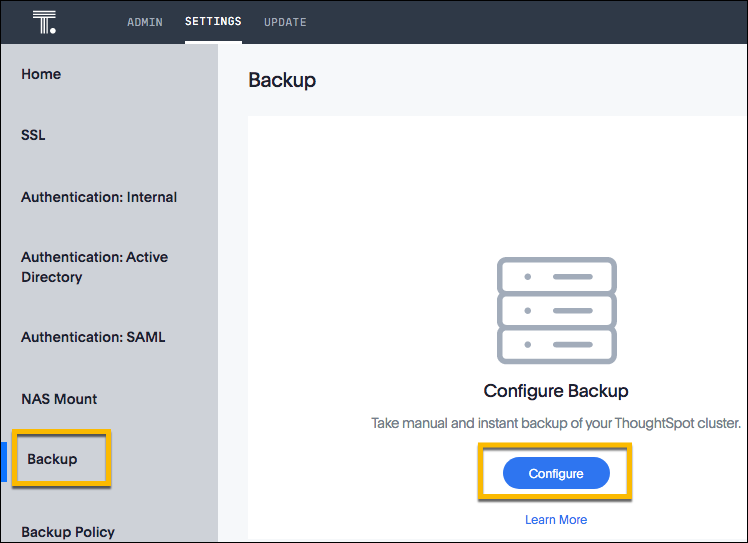 T.
ADMIN SETTINGS UPDATE
Home
SSL
Authentication: Internal
Authentication: Active
Directory
Authentication: SAML
NAS Mount
Backup
Backup Policy
Backup
Configure Backup
Take manual and instant backup of your ThoughtSpot cluster.
Configure
Learn More